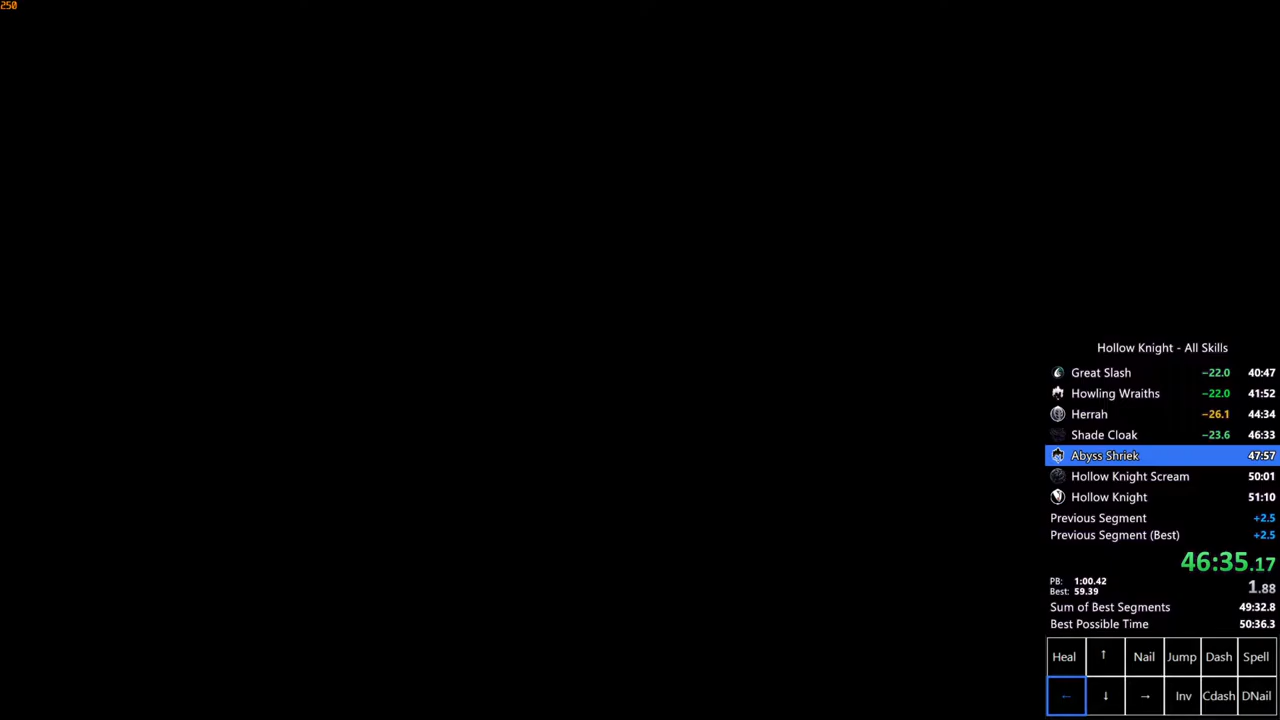 250
Hollow Knight - All Skills
Great Slash −22.0 40:47
Howling Wraiths −22.0 41:52
Herrah −26.1 44:34
Shade Cloak −23.6 46:33
Abyss Shriek 47:57
Hollow Knight Scream 50:01
Hollow Knight 51:10
Previous Segment +2.5
Previous Segment (Best) +2.5
46:35.17
PB: 1:00.42 1.88
Best: 59.39
Sum of Best Segments 49:32.8
Best Possible Time 50:36.3
Heal ↑ Nail Jump Dash Spell
← ↓ → Inv Cdash DNail